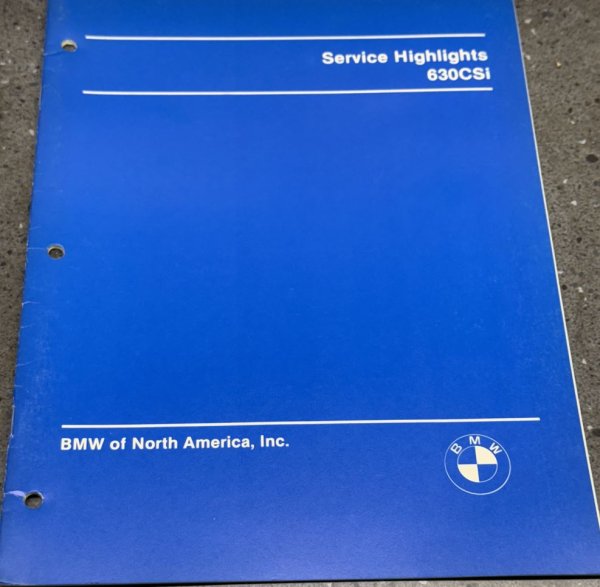 Service Highlights
630CSi
BMW of North America, Inc.
BMW